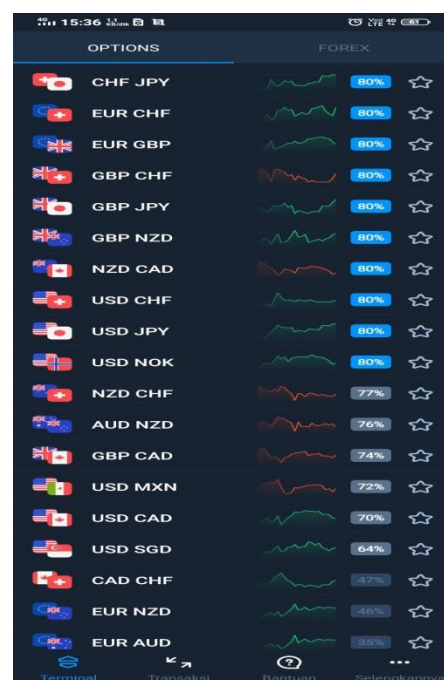 4G 15:36
OPTIONS FOREX
CHF JPY 80%
EUR CHF 80%
EUR GBP 80%
GBP CHF 80%
GBP JPY 80%
GBP NZD 80%
NZD CAD 80%
USD CHF 80%
USD JPY 80%
USD NOK 80%
NZD CHF 77%
AUD NZD 76%
GBP CAD 74%
USD MXN 72%
USD CAD 70%
USD SGD 64%
CAD CHF 47%
EUR NZD 46%
EUR AUD 35%
Terminal Transaksi Bantuan Selengkapnya